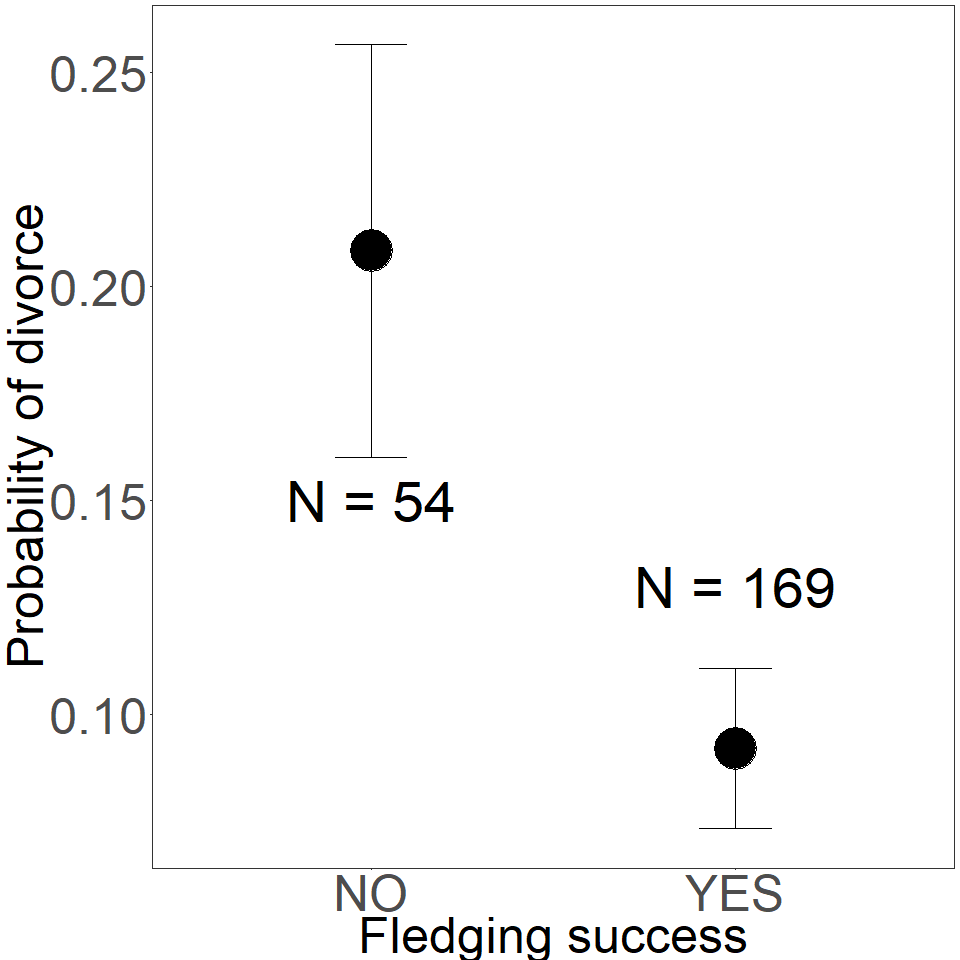 Probability of divorce
0.25
0.20
0.15
0.10
N = 54
N = 169
NO
YES
Fledging success